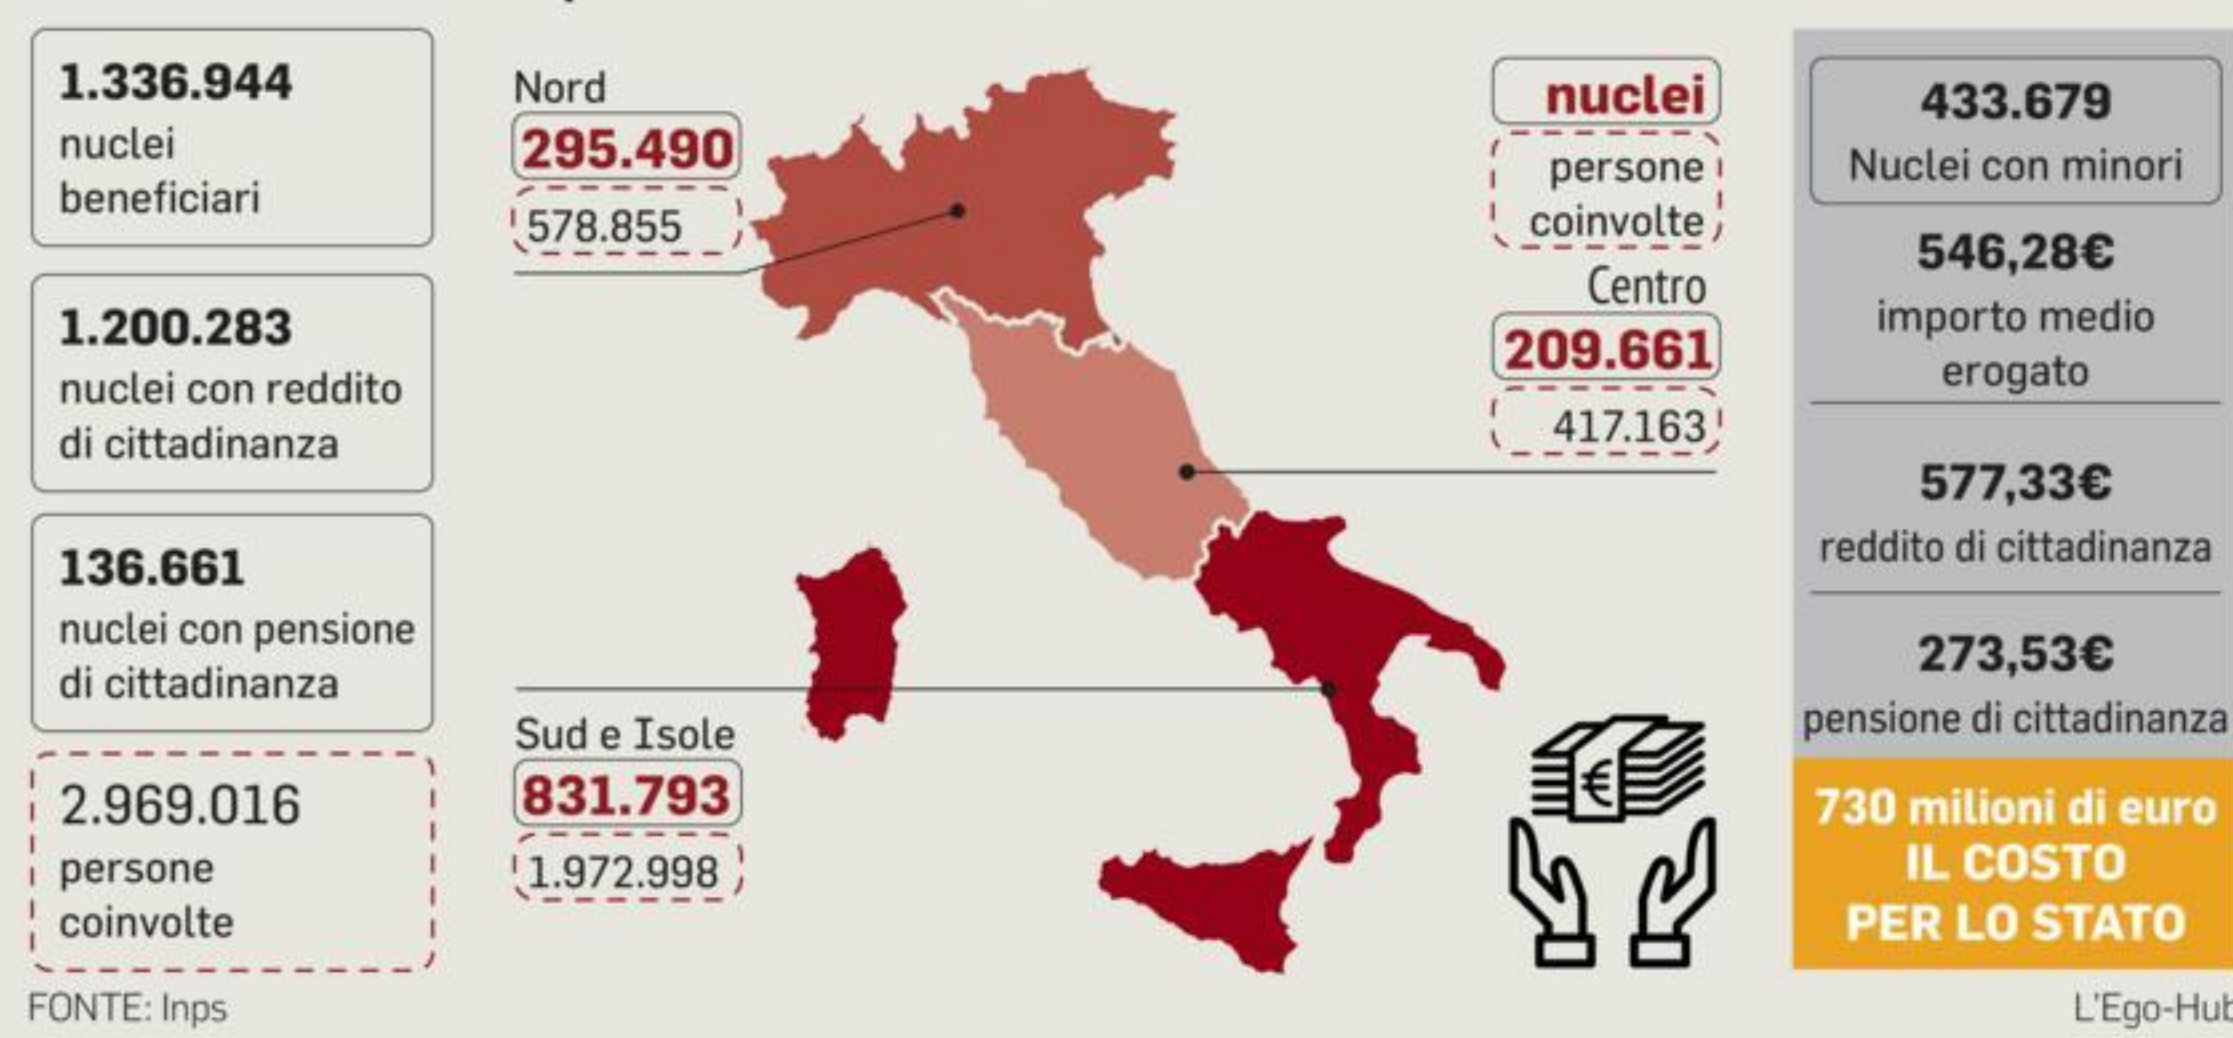 1.336.944
nuclei
beneficiari
1.200.283
nuclei con reddito
di cittadinanza
136.661
nuclei con pensione
di cittadinanza
2.969.016
persone
coinvolte
Nord
295.490
578.855
nuclei
persone
coinvolte
Centro
209.661
417.163
Sud e Isole
831.793
1.972.998
€
433.679
Nuclei con minori
546,28€
importo medio
erogato
577,33€
reddito di cittadinanza
273,53€
pensione di cittadinanza
730 milioni di euro
IL COSTO
PER LO STATO
FONTE: Inps
L'Ego-Hub